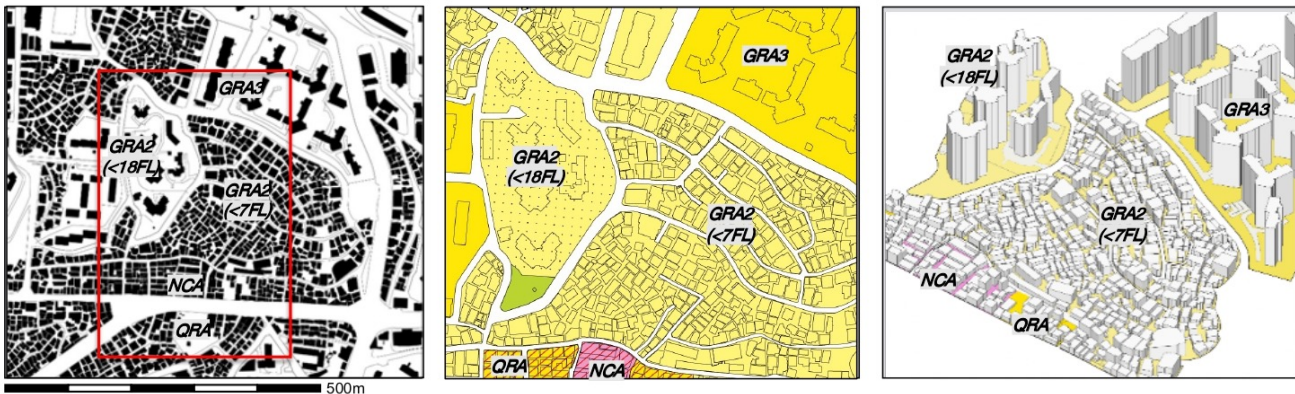 GRA3
GRA2
(<18FL)
GRA2
(<7FL)
NCA
QRA
500m
GRA3
GRA2
(<18FL)
GRA2
(<7FL)
QRA
NCA
GRA2
(<18FL)
GRA3
GRA2
(<7FL)
NCA
QRA